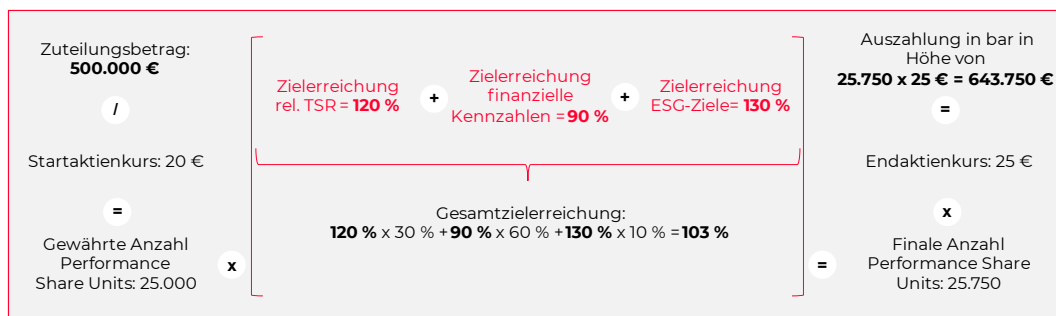 Zuteilungsbetrag:
500.000 €
/
Startaktienkurs: 20 €
=
Gewährte Anzahl
Performance
Share Units: 25.000
x
Zielerreichung
rel. TSR = 120 %
+
Zielerreichung
finanzielle
Kennzahlen = 90 %
+
Zielerreichung
ESG-Ziele= 130 %
Gesamtzielerreichung:
120 % x 30 % + 90 % x 60 % + 130 % x 10 % = 103 %
=
Finale Anzahl
Performance Share
Units: 25.750
x
Endaktienkurs: 25 €
=
Auszahlung in bar in
Höhe von
25.750 x 25 € = 643.750 €